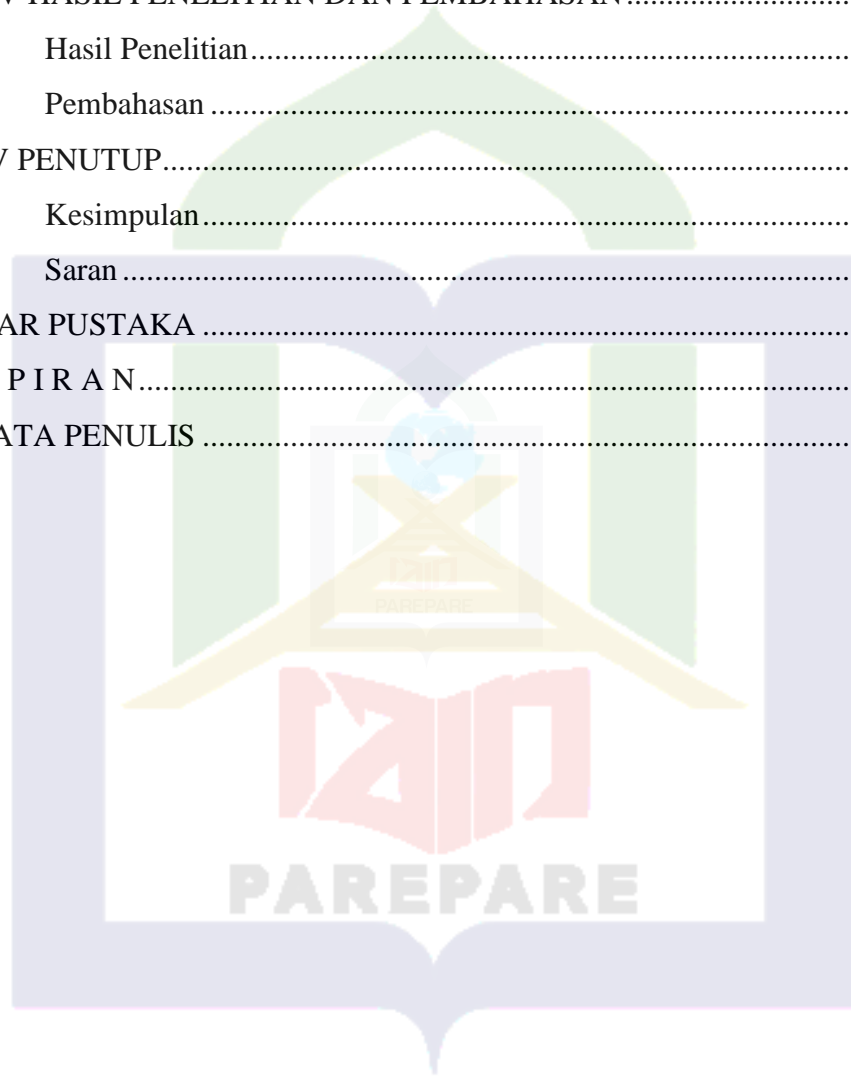 V HASIL PENELITIAN DAN PEMBAHASAN........................
Hasil Penelitian................................................................
Pembahasan ................................................................
V PENUTUP................................................................
Kesimpulan................................................................
Saran ................................................................
AR PUSTAKA ................................................................
P I R A N................................................................
ATA PENULIS ................................................................
PAREPARE
PAREPARE